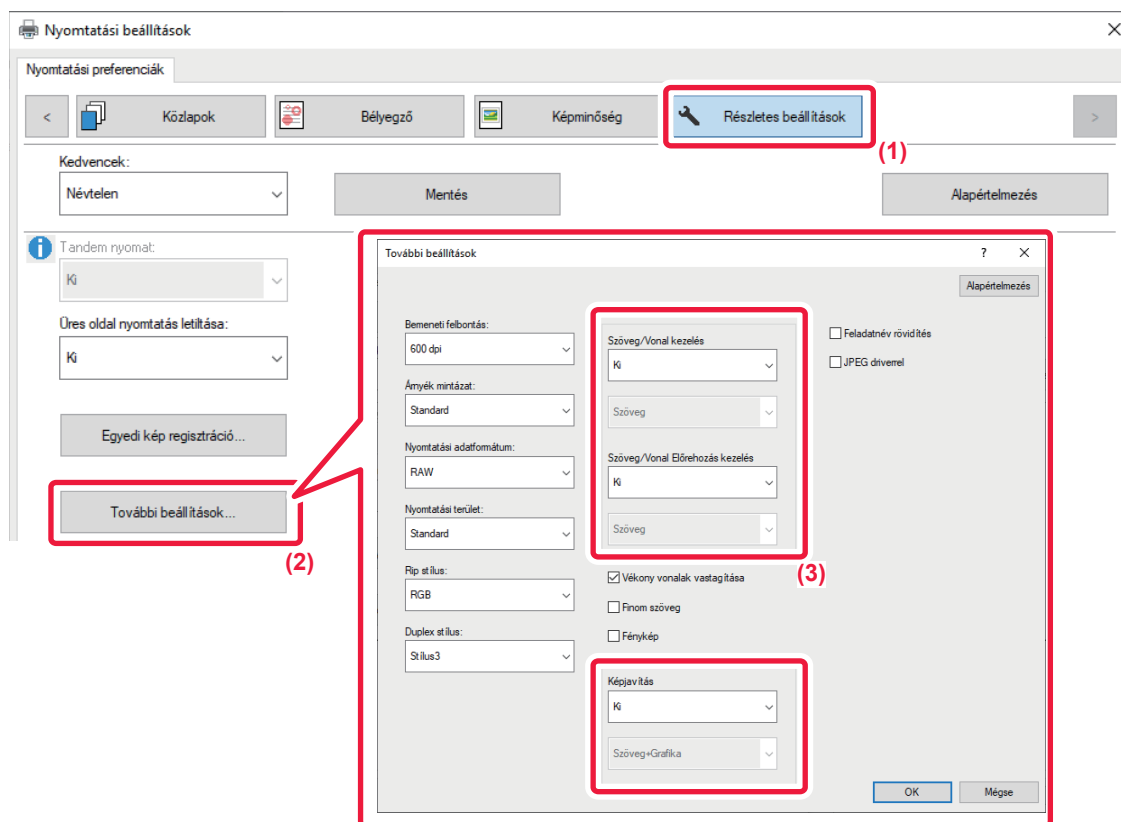 Nyomtatási beállítások
Nyomtatási preferenciák
< Közlapok Bélyegző Képminőség Részletes beállítások >
(1)
Kedvencek:
Névtelen Mentés Alapértelmezés
Tandem nyomat:
Ki
Üres oldal nyomtatás letiltása:
Ki
Egyedi kép regisztráció...
További beállítások...
(2)
További beállítások ?
Alapértelmezés
Bemeneti felbontás:
600 dpi
Árnyék mintázat:
Standard
Nyomtatási adatformátum:
RAW
Nyomtatási terület:
Standard
Rip stílus:
RGB
Duplex stílus:
Stílus3
Szöveg/Vonal kezelés
Ki
Szöveg
Szöveg/Vonal Előrehozás kezelés
Ki
Szöveg
(3)
Vékony vonalak vastagítása
Finom szöveg
Fénykép
Képjavítás
Ki
Szöveg+Grafika
Feladatnév rövidítés
JPEG driverrel
OK Mégse